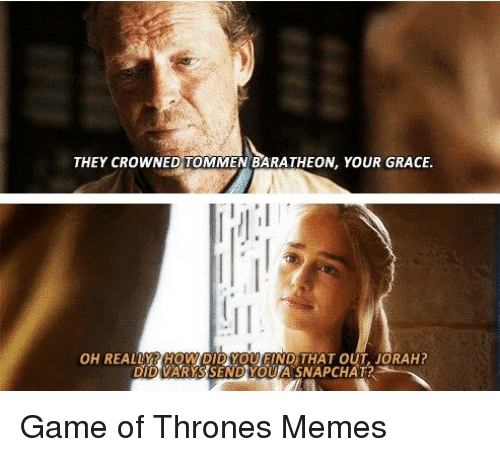 THEY CROWNED TOMMEN BARATHEON, YOUR GRACE.
OH REALLY? HOW DID YOU FIND THAT OUT, JORAH?
DID VARYS SEND YOU A SNAPCHAT?
Game of Thrones Memes